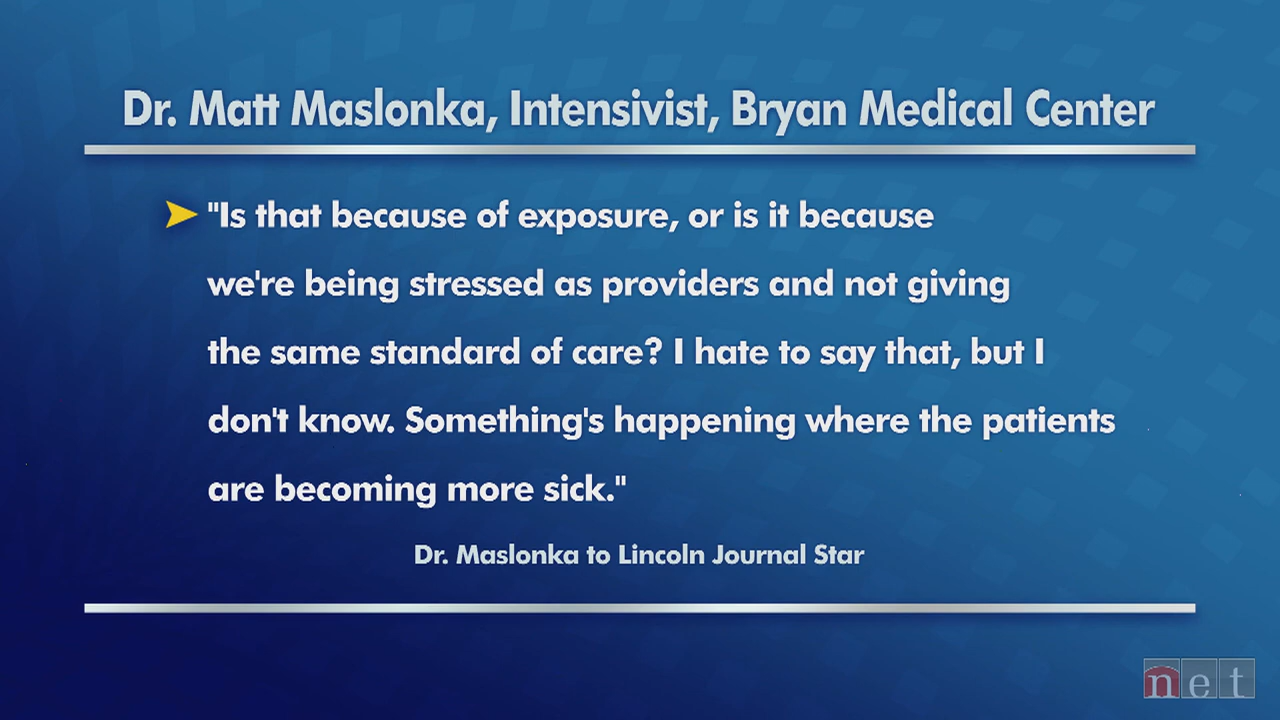 Dr. Matt Maslonka, Intensivist, Bryan Medical Center
"Is that because of exposure, or is it because
we're being stressed as providers and not giving
the same standard of care? I hate to say that, but I
don't know. Something's happening where the patients
are becoming more sick."
Dr. Maslonka to Lincoln Journal Star
net